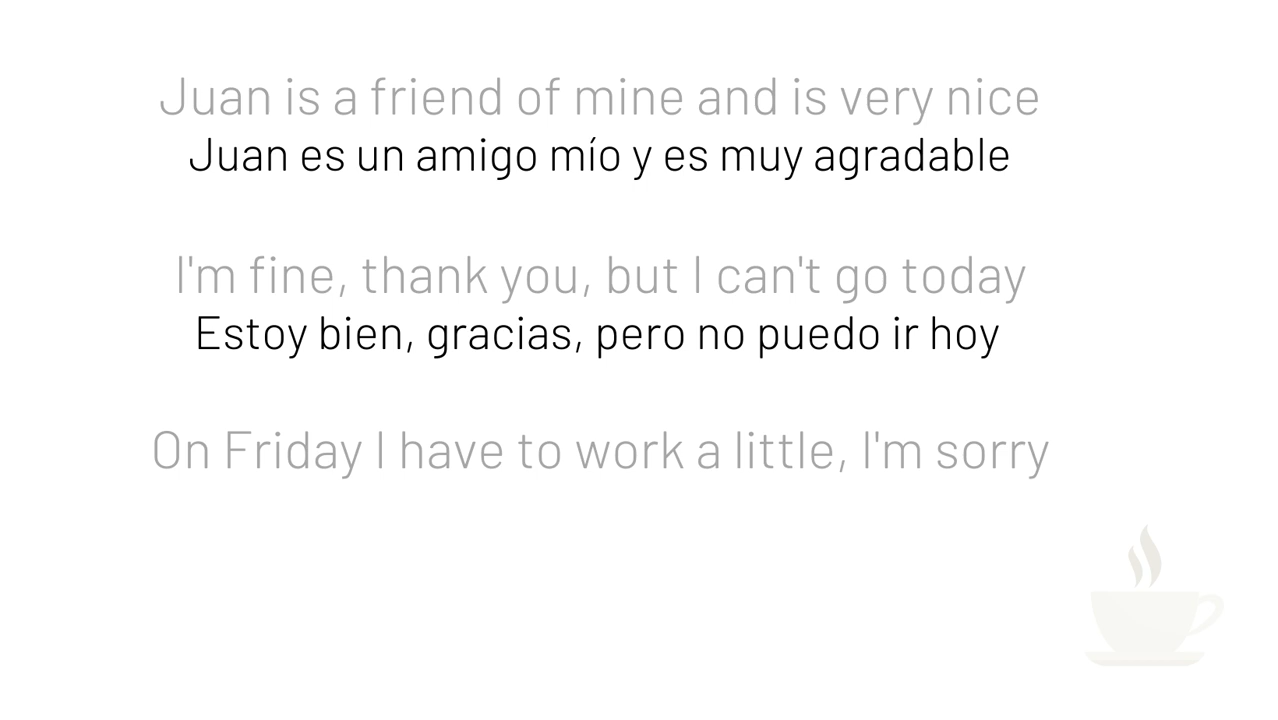 Juan is a friend of mine and is very nice
Juan es un amigo mío y es muy agradable
I'm fine, thank you, but I can't go today
Estoy bien, gracias, pero no puedo ir hoy
On Friday I have to work a little, I'm sorry